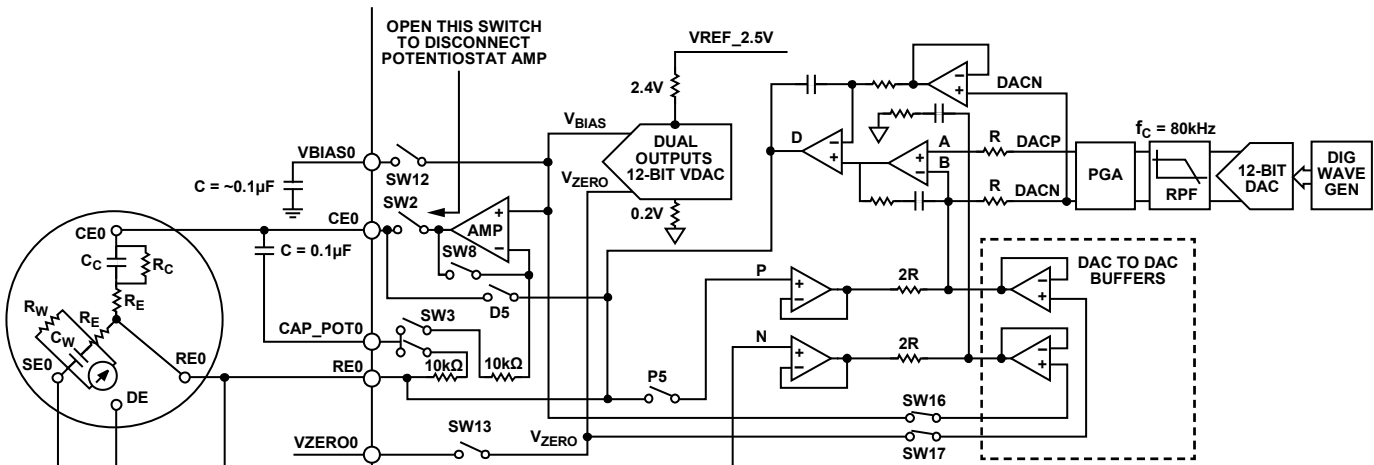 OPEN THIS SWITCH
TO DISCONNECT
POTENTIOSTAT AMP
VREF_2.5V
2.4V
DACN
VBIAS
D
A
R
DACP
fC = 80kHz
VBIAS0
DUAL
OUTPUTS
12-BIT VDAC
B
PGA
RPF
12-BIT
DAC
DIG
WAVE
GEN
C = ~0.1µF
SW12
VZERO
R
DACN
SW2
0.2V
CE0
AMP
CE0
C = 0.1µF
SW8
CC
RC
P
2R
DAC TO DAC
BUFFERS
RE
D5
RW
RE
SW3
CAP_POT0
CW
N
2R
SE0
RE0
RE0
10kΩ
10kΩ
P5
DE
SW16
VZERO0
SW13
VZERO
SW17